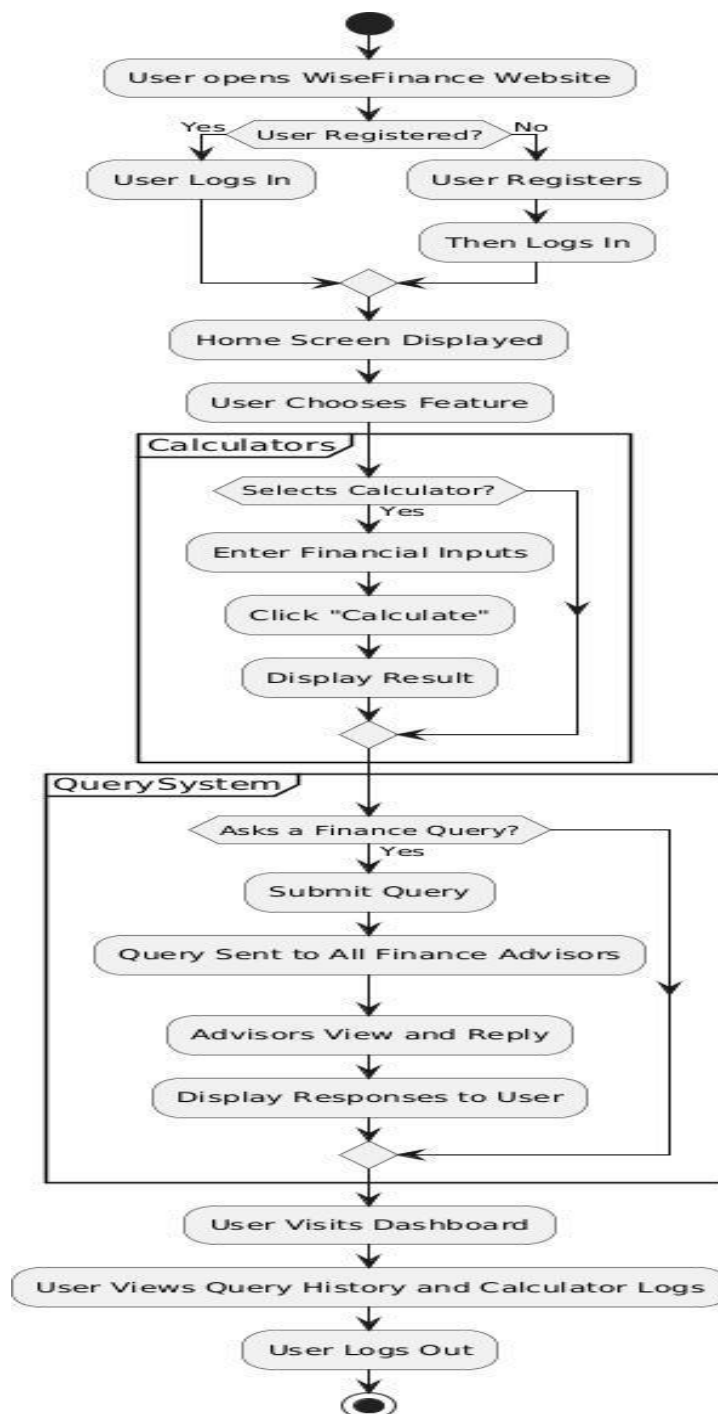 User opens WiseFinance Website
Yes
User Registered?
No
User Logs In
User Registers
Then Logs In
Home Screen Displayed
User Chooses Feature
Calculators
Selects Calculator?
Yes
Enter Financial Inputs
Click "Calculate"
Display Result
QuerySystem
Asks a Finance Query?
Yes
Submit Query
Query Sent to All Finance Advisors
Advisors View and Reply
Display Responses to User
User Visits Dashboard
User Views Query History and Calculator Logs
User Logs Out